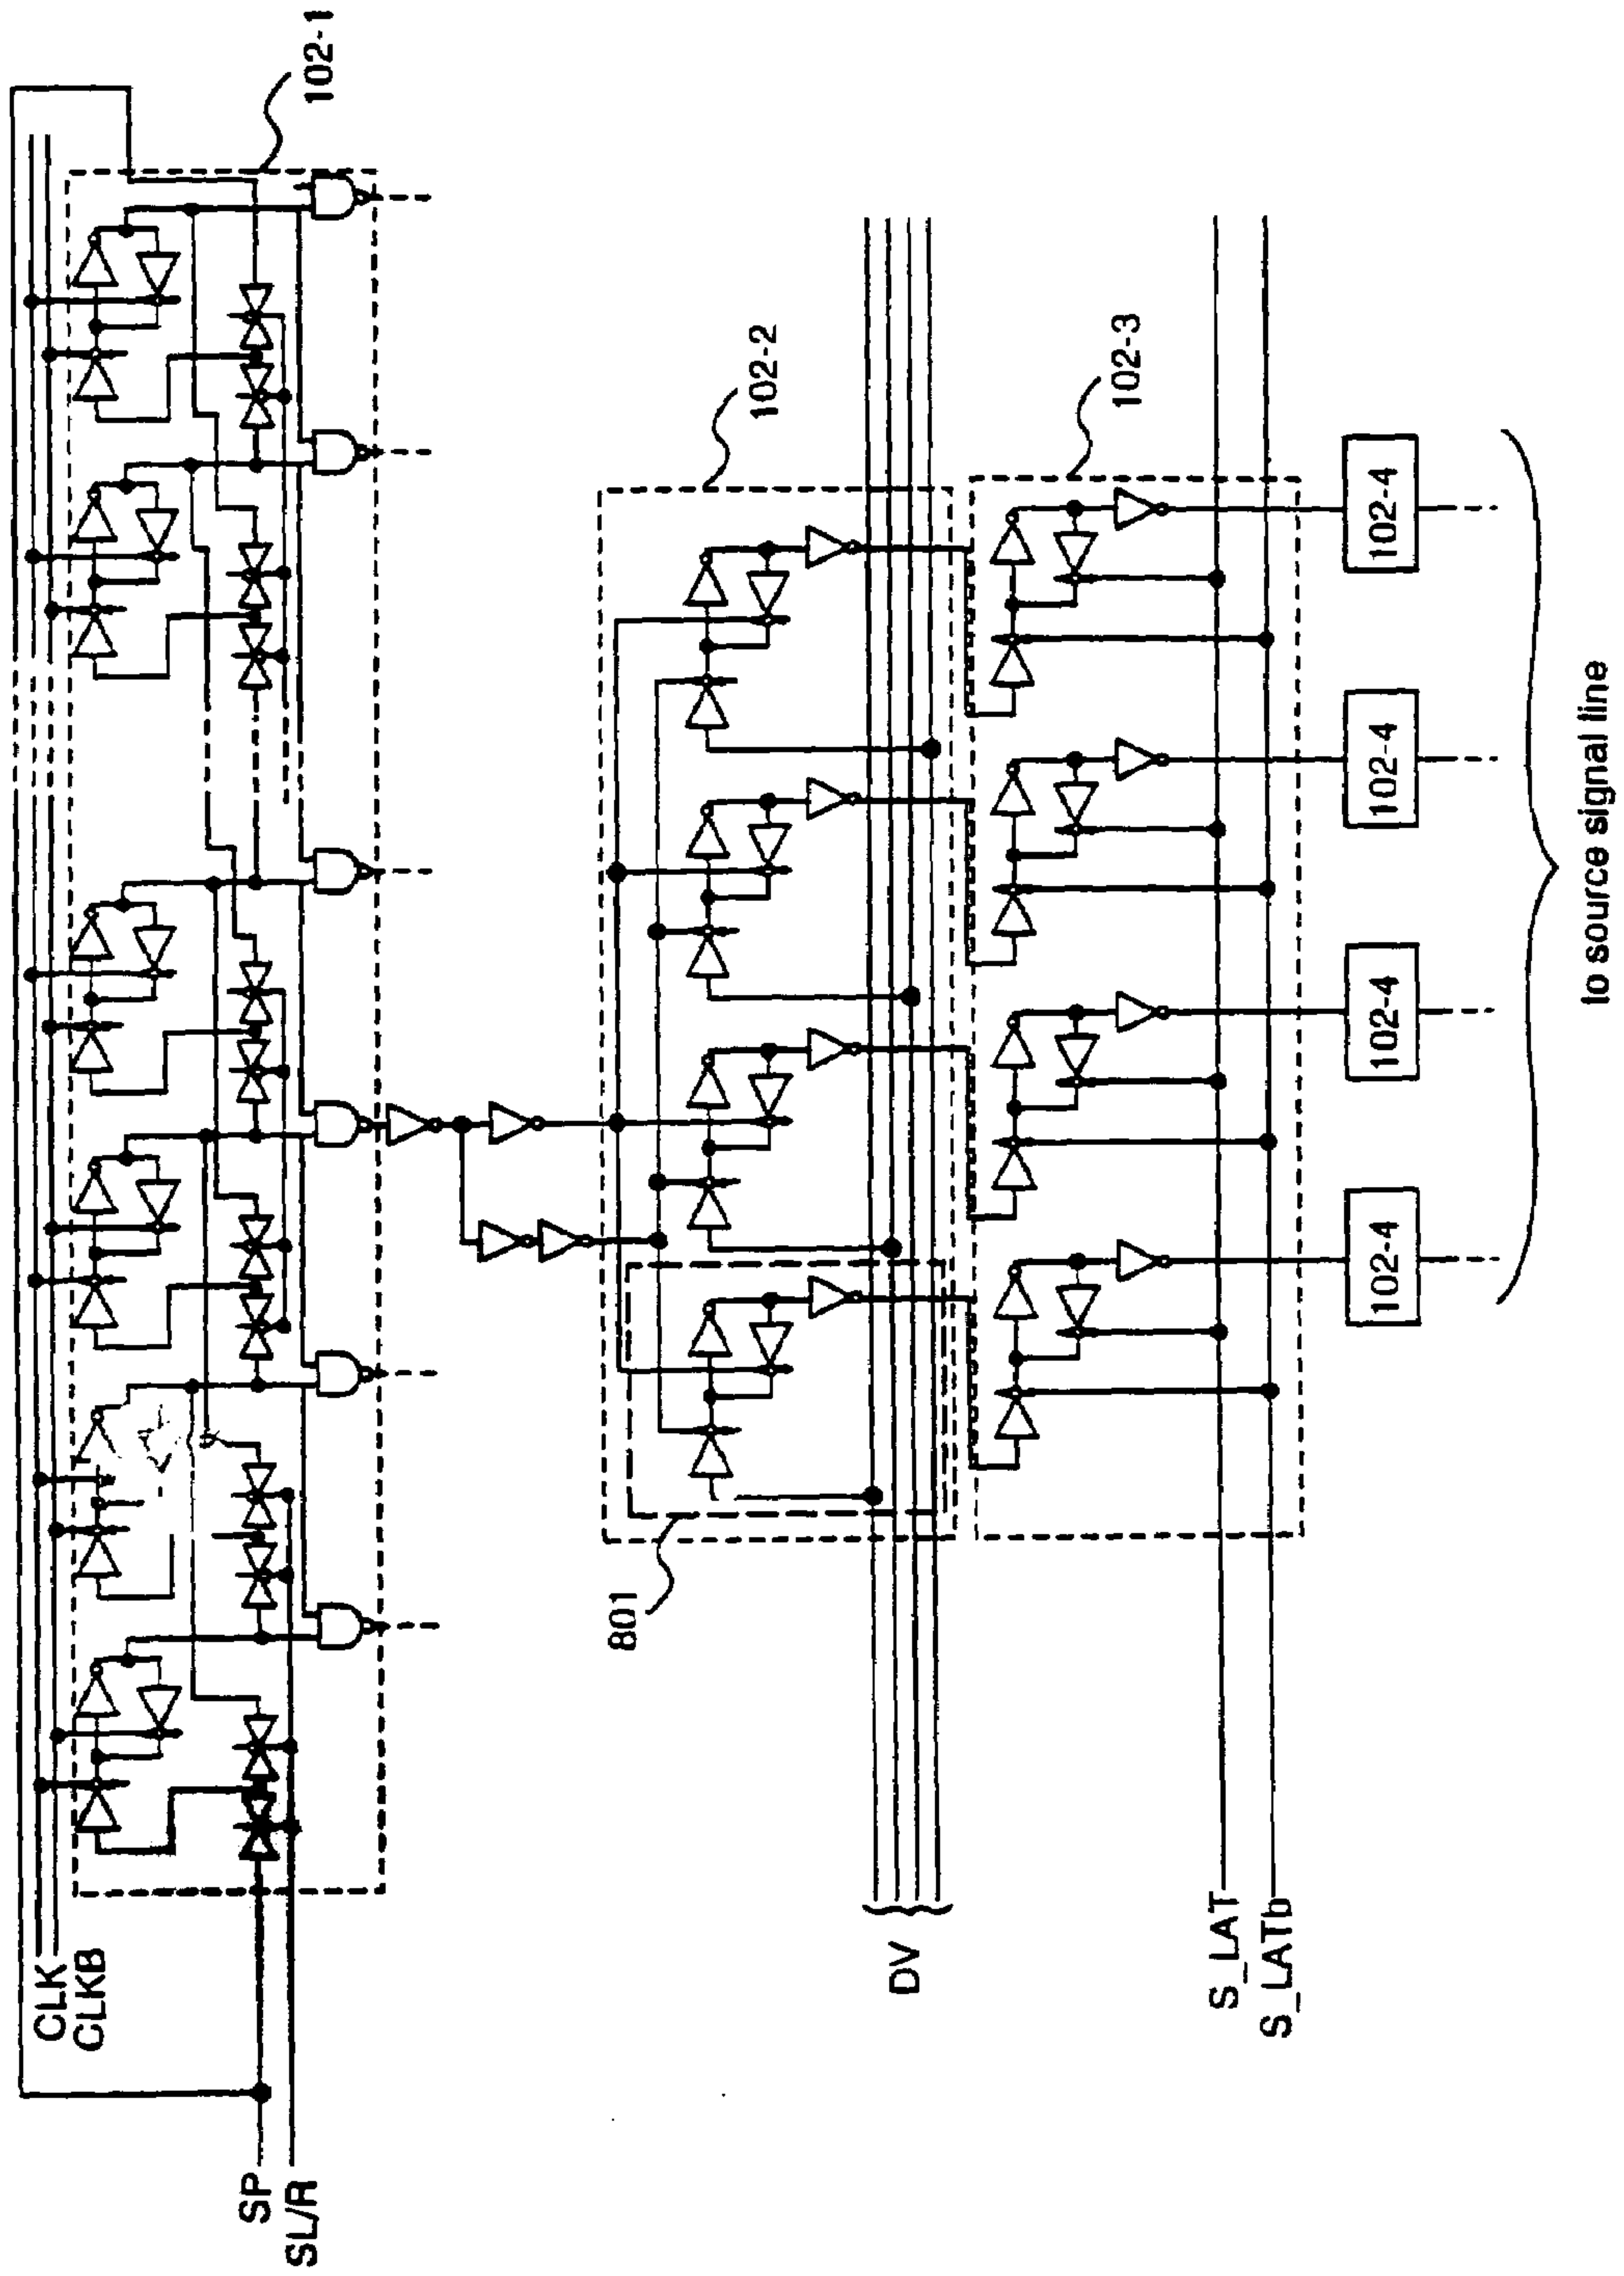 CLK
CLKB
SP
SL/R
102-1
102-2
801
DV
102-3
S_LAT
S_LATb
102-4
102-4
102-4
102-4
to source signal line